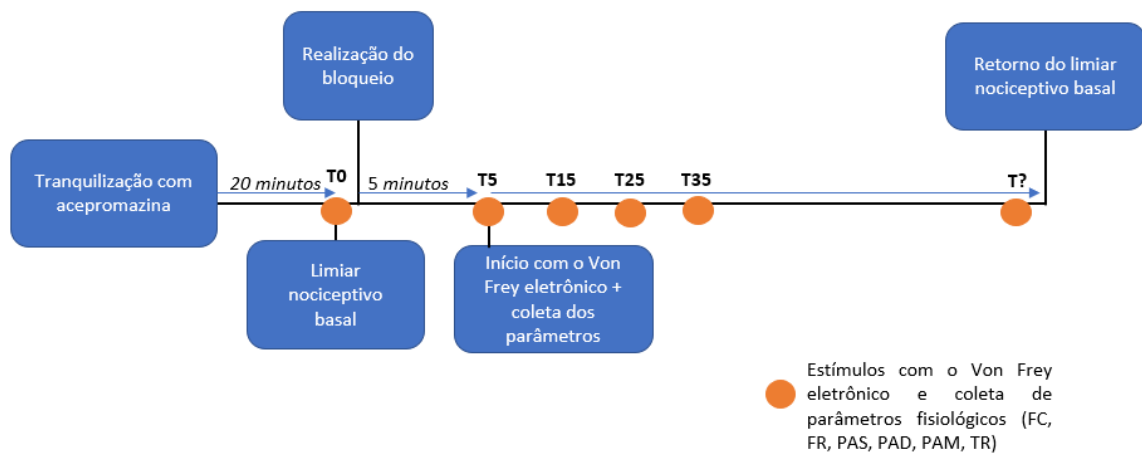 Realização do
bloqueio
Retorno do limiar
nociceptivo basal
Tranquilização com
acepromazina
20 minutos
T0
5 minutos
T5
T15
T25
T35
T?
Limiar
nociceptivo
basal
Início com o Von
Frey eletrônico +
coleta dos
parâmetros
Estímulos com o Von Frey
eletrônico e coleta de
parâmetros fisiológicos (FC,
FR, PAS, PAD, PAM, TR)